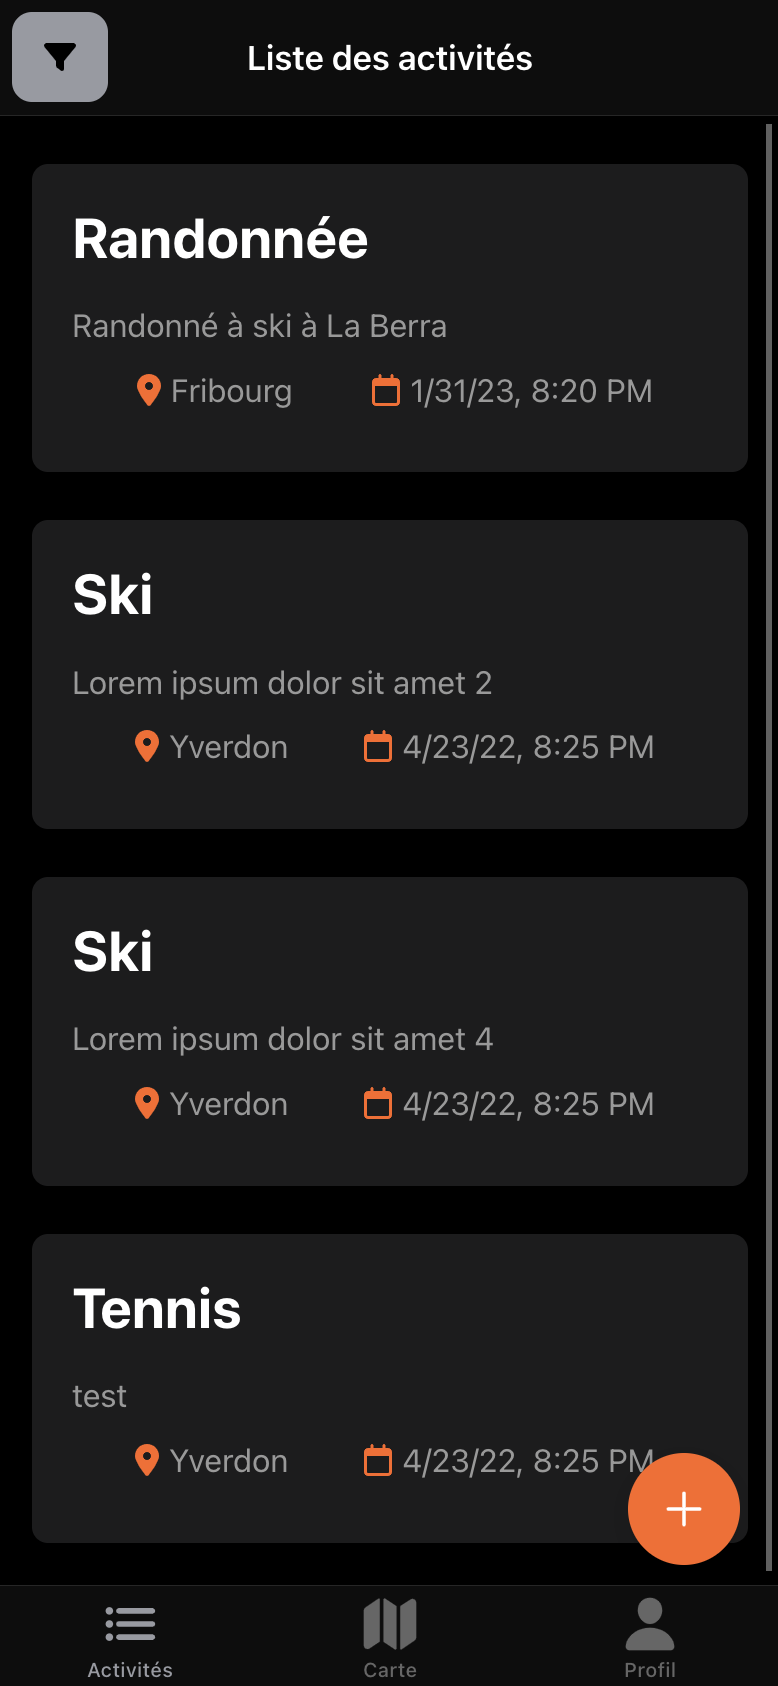 Liste des activités
Randonnée
Randonné à ski à La Berra
Fribourg 1/31/23, 8:20 PM
Ski
Lorem ipsum dolor sit amet 2
Yverdon 4/23/22, 8:25 PM
Ski
Lorem ipsum dolor sit amet 4
Yverdon 4/23/22, 8:25 PM
Tennis
test
Yverdon 4/23/22, 8:25 PM
Activités Carte Profil